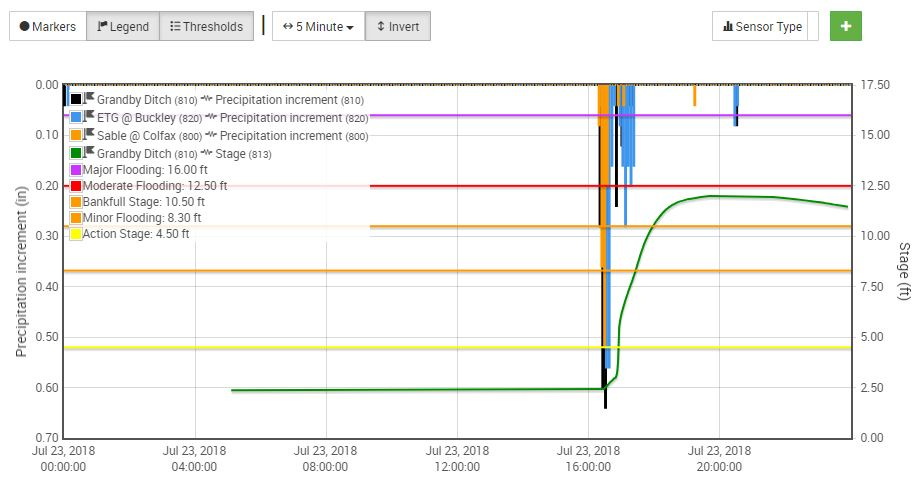 Markers Legend Thresholds | 5 Minute Invert Sensor Type +
0.00
0.10
0.20
0.30
0.40
0.50
0.60
0.70
Precipitation increment (in)
Grandby Ditch (810) Precipitation increment (810)
ETG @ Buckley (820) Precipitation increment (820)
Sable @ Colfax (800) Precipitation increment (800)
Grandby Ditch (810) Stage (813)
Major Flooding: 16.00 ft
Moderate Flooding: 12.50 ft
Bankfull Stage: 10.50 ft
Minor Flooding: 8.30 ft
Action Stage: 4.50 ft
17.50
15.00
12.50
10.00
7.50
5.00
2.50
0.00
Stage (ft)
Jul 23, 2018 Jul 23, 2018 Jul 23, 2018 Jul 23, 2018 Jul 23, 2018 Jul 23, 2018
00:00:00 04:00:00 08:00:00 12:00:00 16:00:00 20:00:00